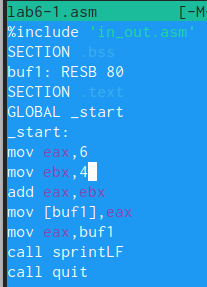 lab6-1.asm [-M-
%include 'in_out.asm'
SECTION .bss
buf1: RESB 80
SECTION .text
GLOBAL _start
_start:
mov eax,6
mov ebx,4
add eax,ebx
mov [buf1],eax
mov eax,buf1
call sprintLF
call quit